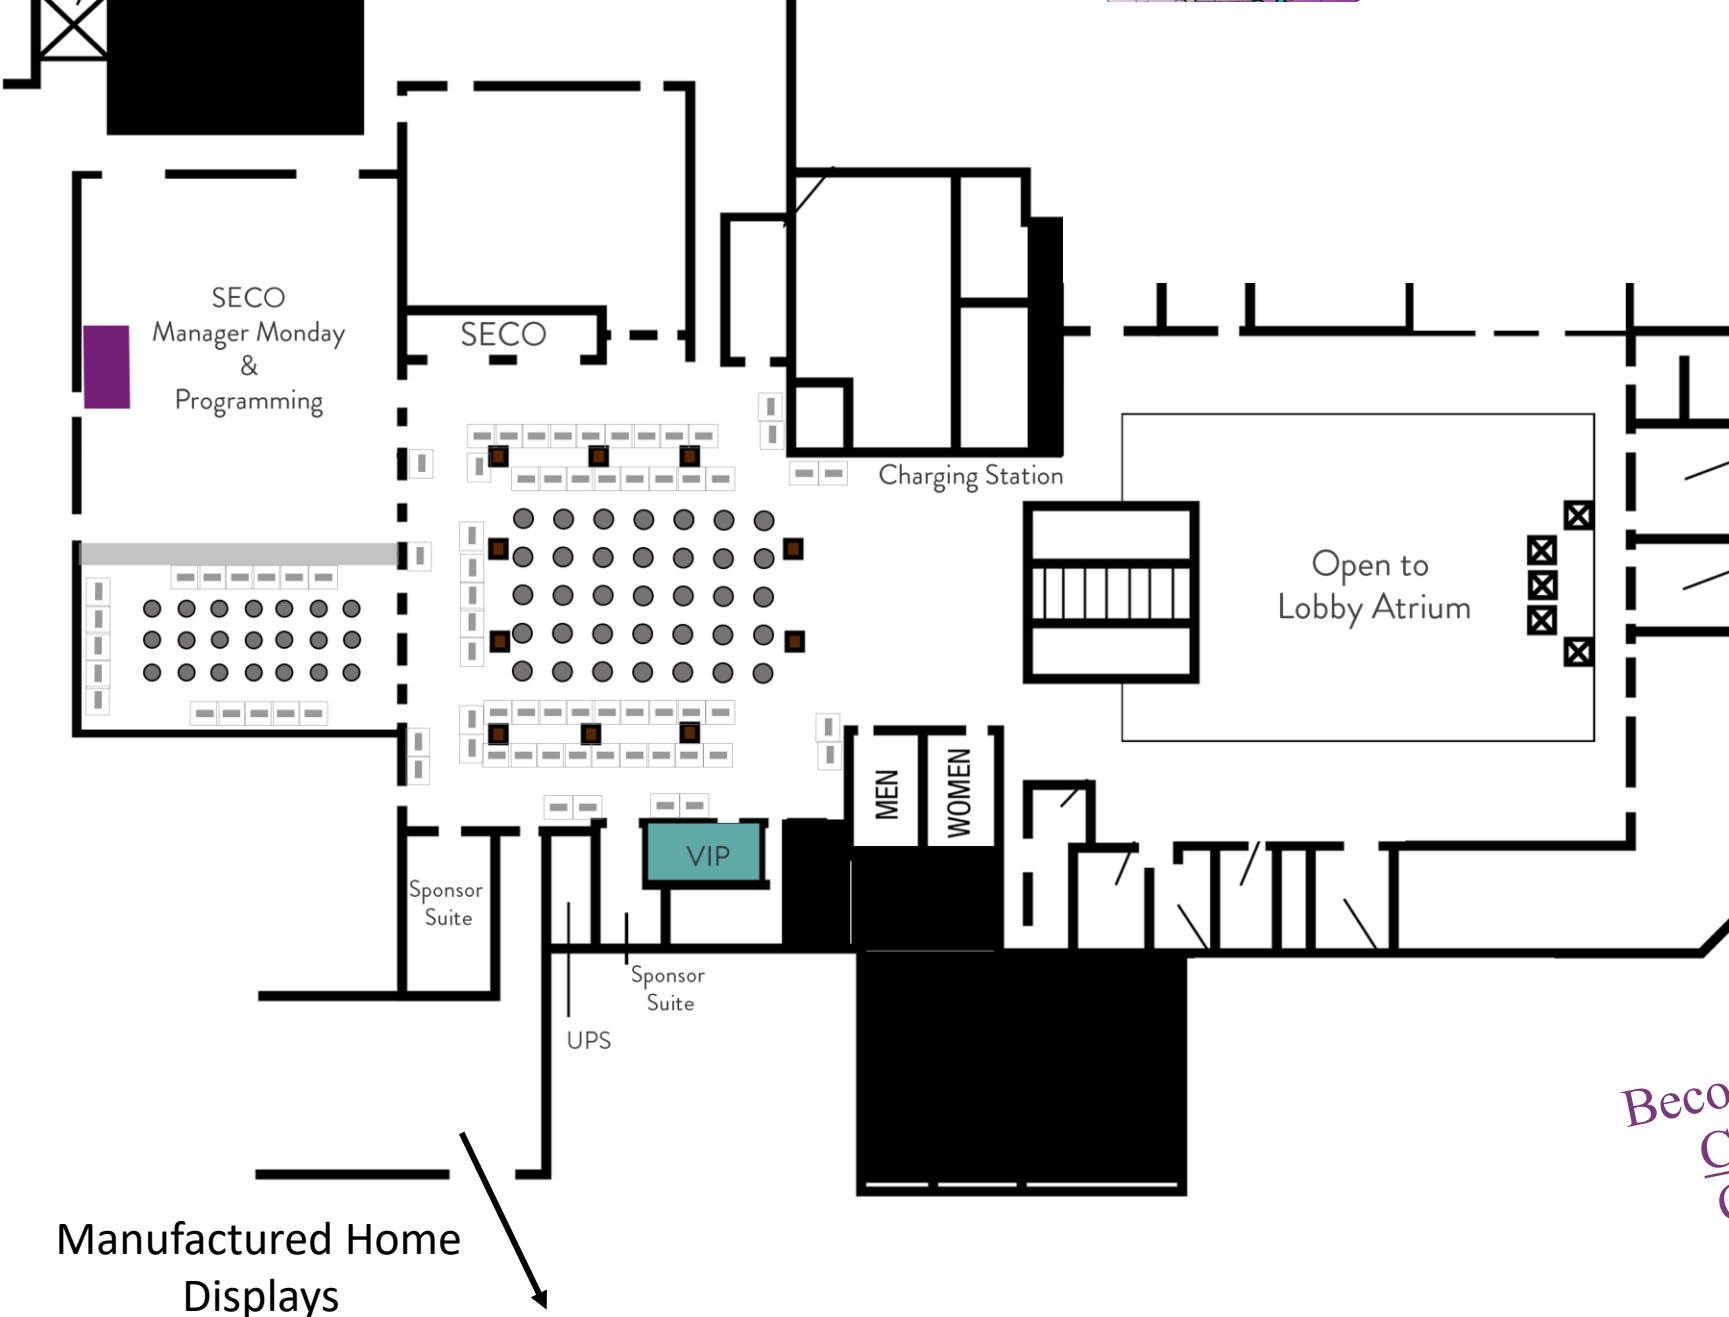 SECO
Manager Monday
&
Programming
SECO
Charging Station
Open to
Lobby Atrium
MEN
WOMEN
VIP
Sponsor
Suite
Sponsor
Suite
UPS
Manufactured Home
Displays